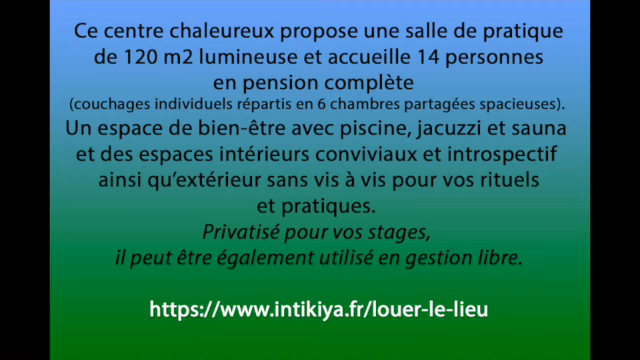 Ce centre chaleureux propose une salle de pratique
de 120 m2 lumineuse et accueille 14 personnes
en pension complète
(couchages individuels répartis en 6 chambres partagées spacieuses).
Un espace de bien-être avec piscine, jacuzzi et sauna
et des espaces intérieurs conviviaux et introspectif
ainsi qu'extérieur sans vis à vis pour vos rituels
et pratiques.
Privatisé pour vos stages,
il peut être également utilisé en gestion libre.
https://www.intikiya.fr/louer-le-lieu